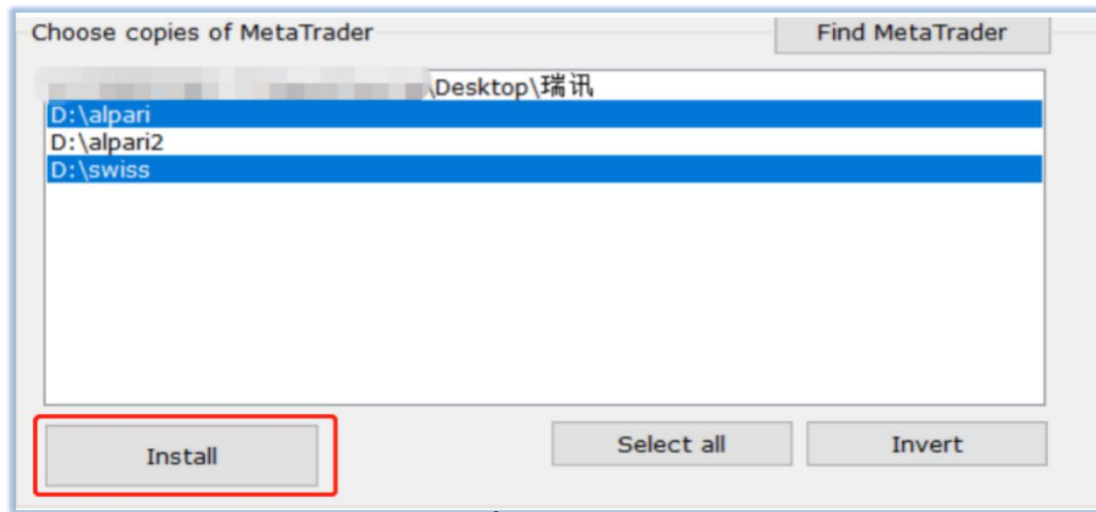 Choose copies of MetaTrader
Find MetaTrader
\Desktop\瑞讯
D:\alpari
D:\alpari2
D:\swiss
Install
Select all
Invert